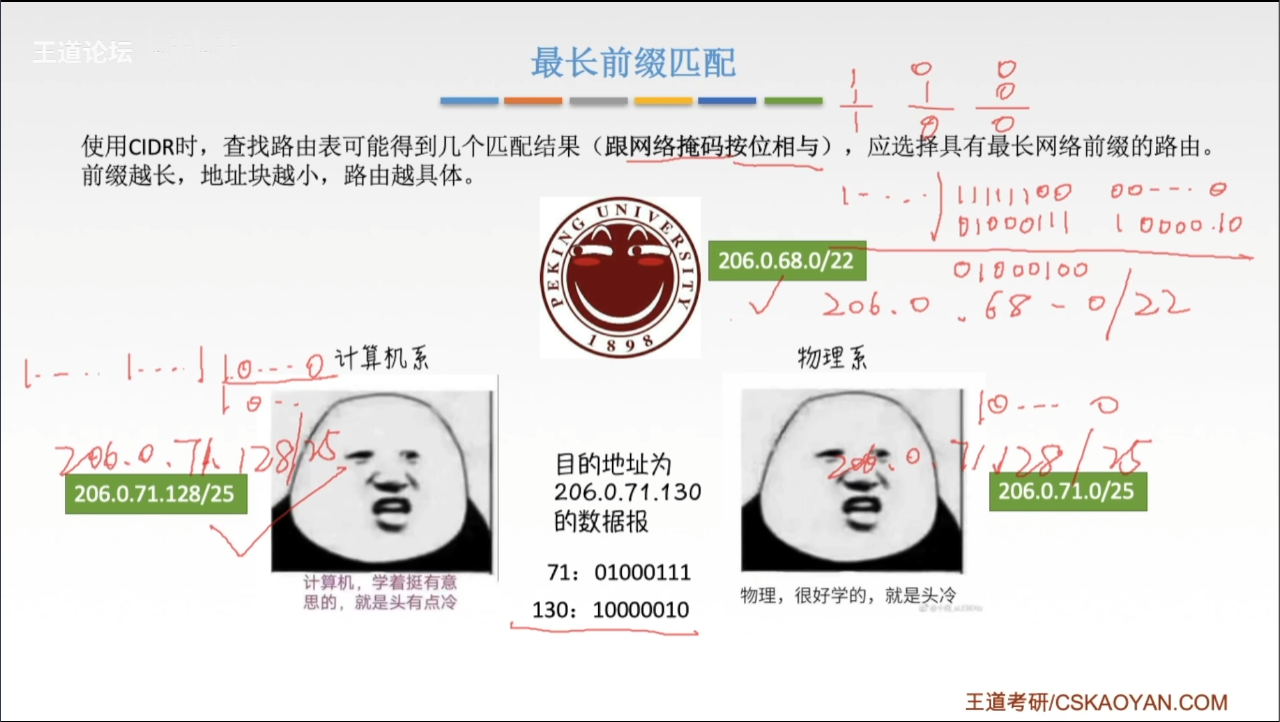 王道论坛
最长前缀匹配
1 0 0
1 1 0
1 0 0
使用CIDR时，查找路由表可能得到几个匹配结果（跟网络掩码按位相与），应选择具有最长网络前缀的路由。
前缀越长，地址块越小，路由越具体。
1-....| 11111100 00--..0
01000111 10000.10
01000100
206.0.68-0/22
PEKING UNIVERSITY
1898
206.0.68.0/22
1.-.. 1....1 10...0
10..
计算机系
物理系
10.--- 0
206.0.71.128/25
206.0.71.128/25
206.0.71.128/25
目的地址为
206.0.71.130
的数据报
206.0.71.0/25
71：01000111
130：10000010
计算机，学着挺有意
思的，就是头有点冷
物理，很好学的，就是头冷
王道考研/CSKAOYAN.COM